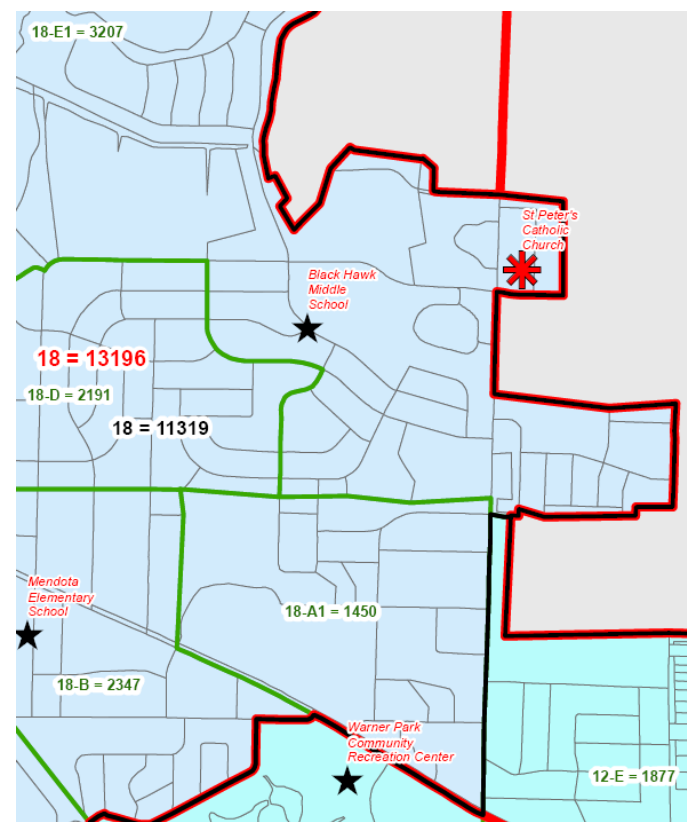 18-E1 = 3207
St Peter's
Catholic
Church
Black Hawk
Middle
School
18 = 13196
18-D = 2191
18 = 11319
Mendota
Elementary
School
18-A1 = 1450
18-B = 2347
Warner Park
Community
Recreation Center
12-E = 1877